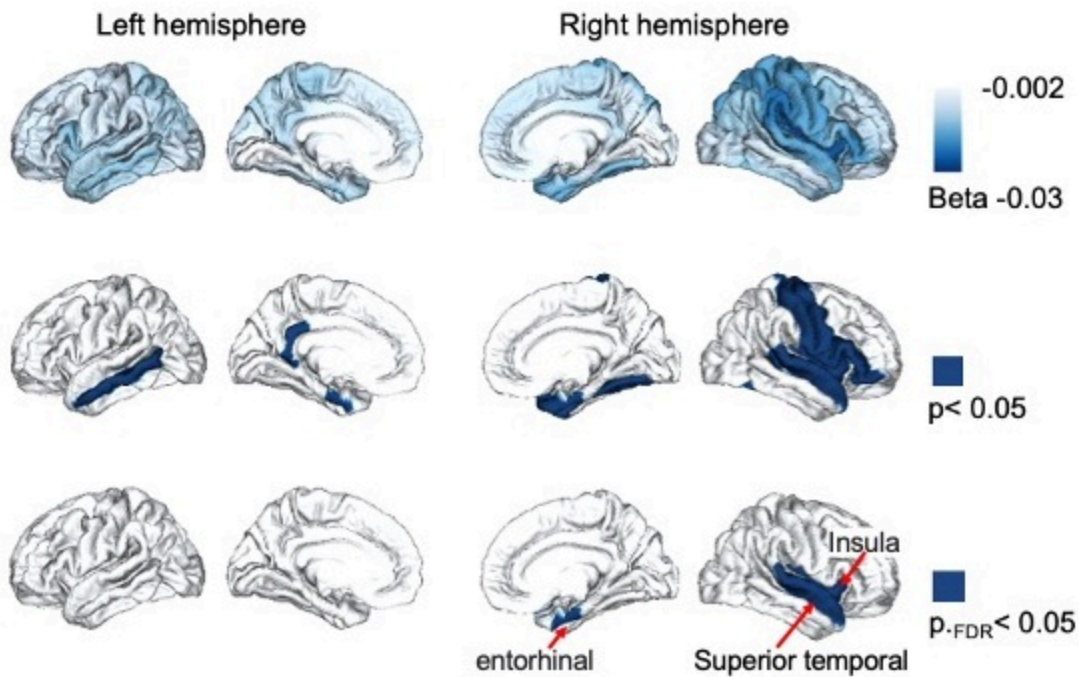 Left hemisphere
Right hemisphere
-0.002
Beta -0.03
p< 0.05
Insula
p.FDR< 0.05
entorhinal
Superior temporal